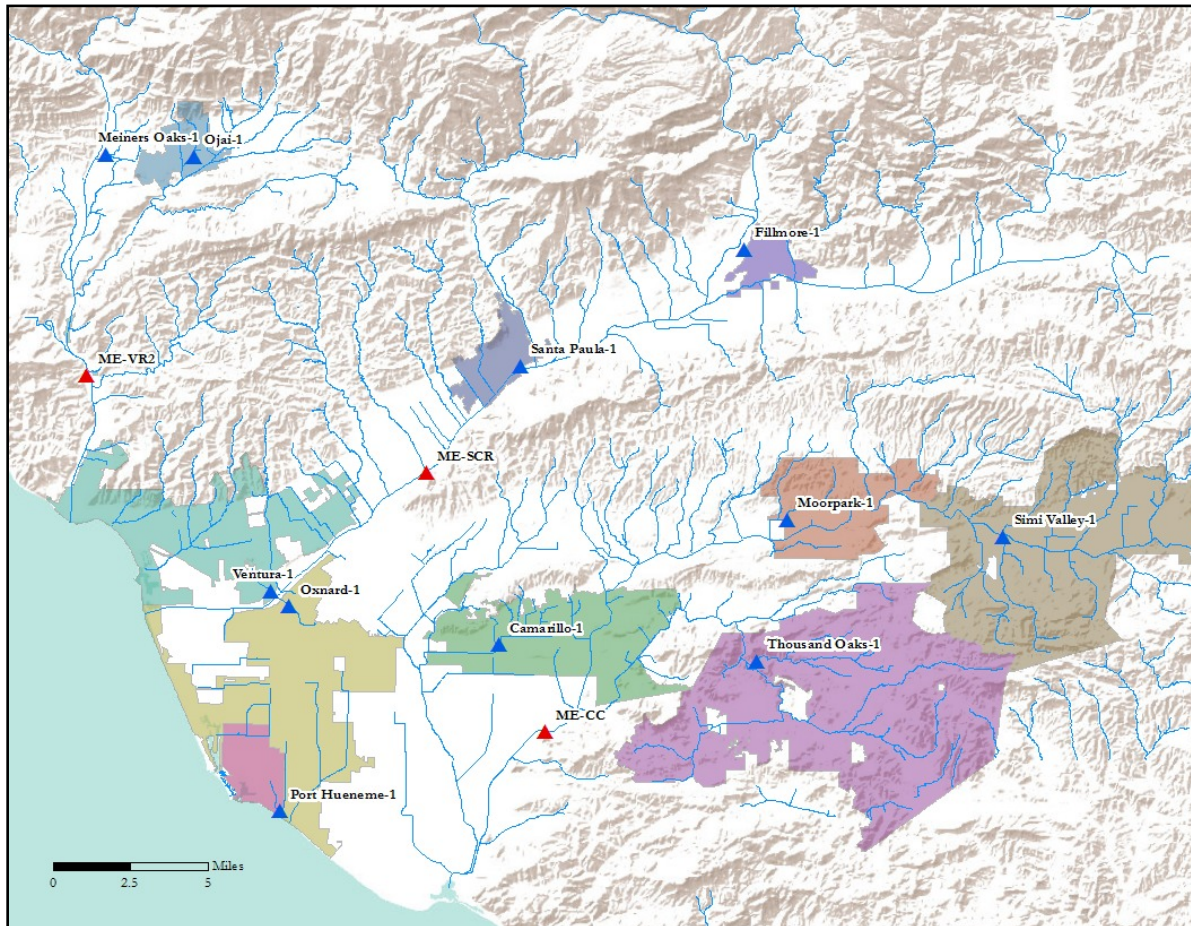 Meiners Oaks-1
Ojai-1
Fillmore-1
Santa Paula-1
ME-VR2
ME-SCR
Moorpark-1
Simi Valley-1
Ventura-1
Oxnard-1
Camarillo-1
Thousand Oaks-1
ME-CC
Port Hueneme-1
Miles
0 2.5 5